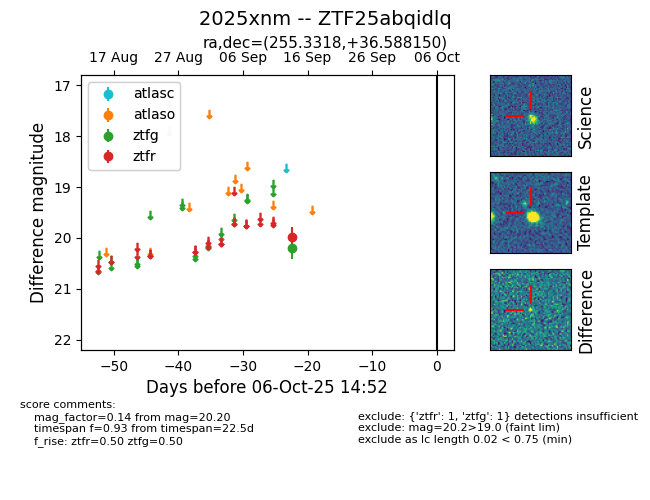 2025xnm -- ZTF25abqidlq
ra,dec=(255.3318,+36.588150)
17 Aug 27 Aug 06 Sep 16 Sep 26 Sep 06 Oct
atlasc
atlaso
ztfg
ztfr
17
18
19
20
21
22
Difference magnitude
−50 −40 −30 −20 −10 0
Days before 06-Oct-25 14:52
Science
Template
Difference
score comments:
mag_factor=0.14 from mag=20.20
timespan f=0.93 from timespan=22.5d
f_rise: ztfr=0.50 ztfg=0.50
exclude: {'ztfr': 1, 'ztfg': 1} detections insufficient
exclude: mag=20.2>19.0 (faint lim)
exclude as lc length 0.02 < 0.75 (min)